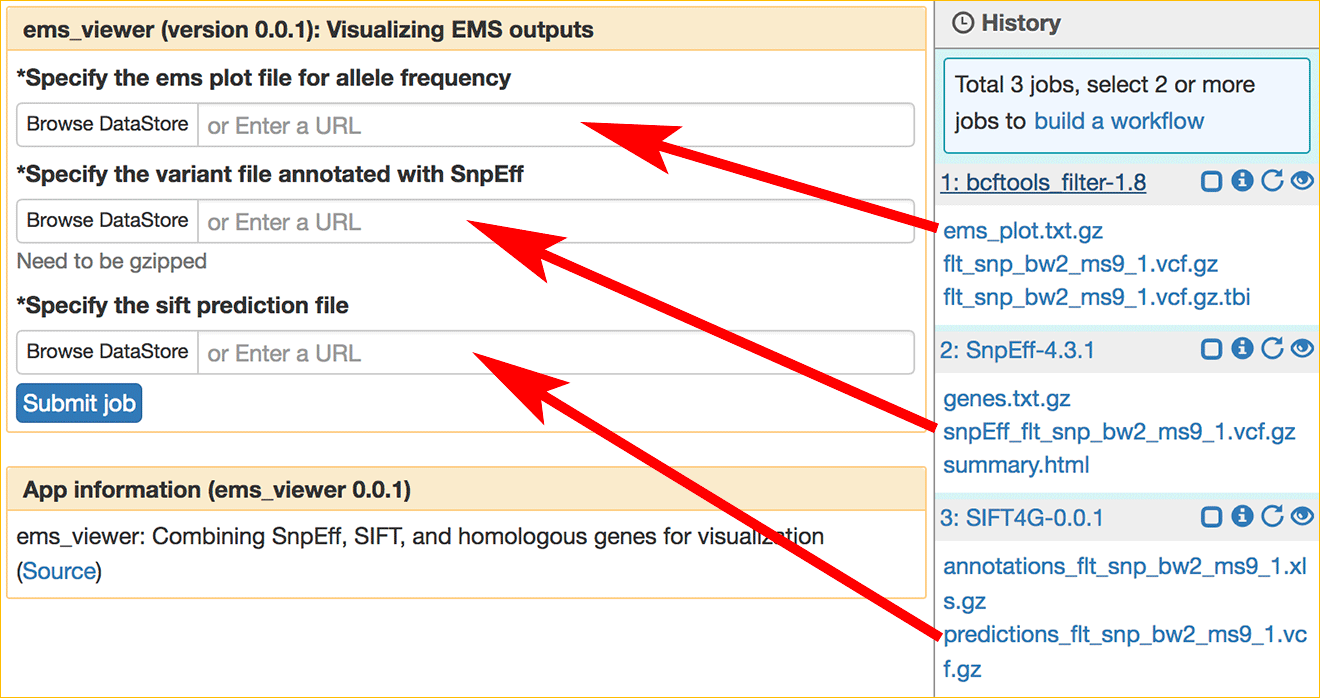 ems_viewer (version 0.0.1): Visualizing EMS outputs
*Specify the ems plot file for allele frequency
Browse DataStore or Enter a URL
*Specify the variant file annotated with SnpEff
Browse DataStore or Enter a URL
Need to be gzipped
*Specify the sift prediction file
Browse DataStore or Enter a URL
Submit job
App information (ems_viewer 0.0.1)
ems_viewer: Combining SnpEff, SIFT, and homologous genes for visualization
(Source)
History
Total 3 jobs, select 2 or more
jobs to build a workflow
1: bcftools_filter-1.8
ems_plot.txt.gz
flt_snp_bw2_ms9_1.vcf.gz
flt_snp_bw2_ms9_1.vcf.gz.tbi
2: SnpEff-4.3.1
genes.txt.gz
snpEff_flt_snp_bw2_ms9_1.vcf.gz
summary.html
3: SIFT4G-0.0.1
annotations_flt_snp_bw2_ms9_1.xl
s.gz
predictions_flt_snp_bw2_ms9_1.vc
f.gz